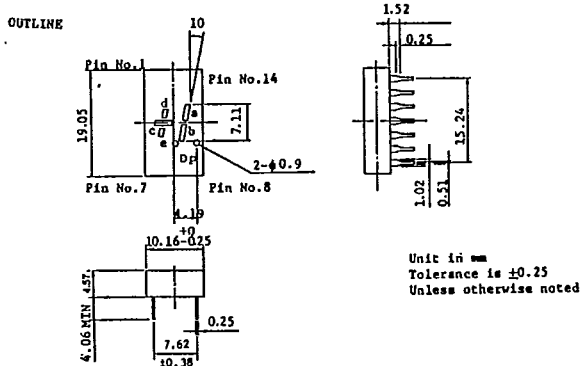 OUTLINE
10
1.52
0.25
Pin No.1
Pin No.14
d
a
c
b
e
DP
19.05
7.11
15.24
2-φ0.9
Pin No.7
Pin No.8
4.19
1.02
0.51
+0
10.16-0.25
4.57
4.06 MIN
0.25
7.62
±0.38
Unit in mm
Tolerance is ±0.25
Unless otherwise noted